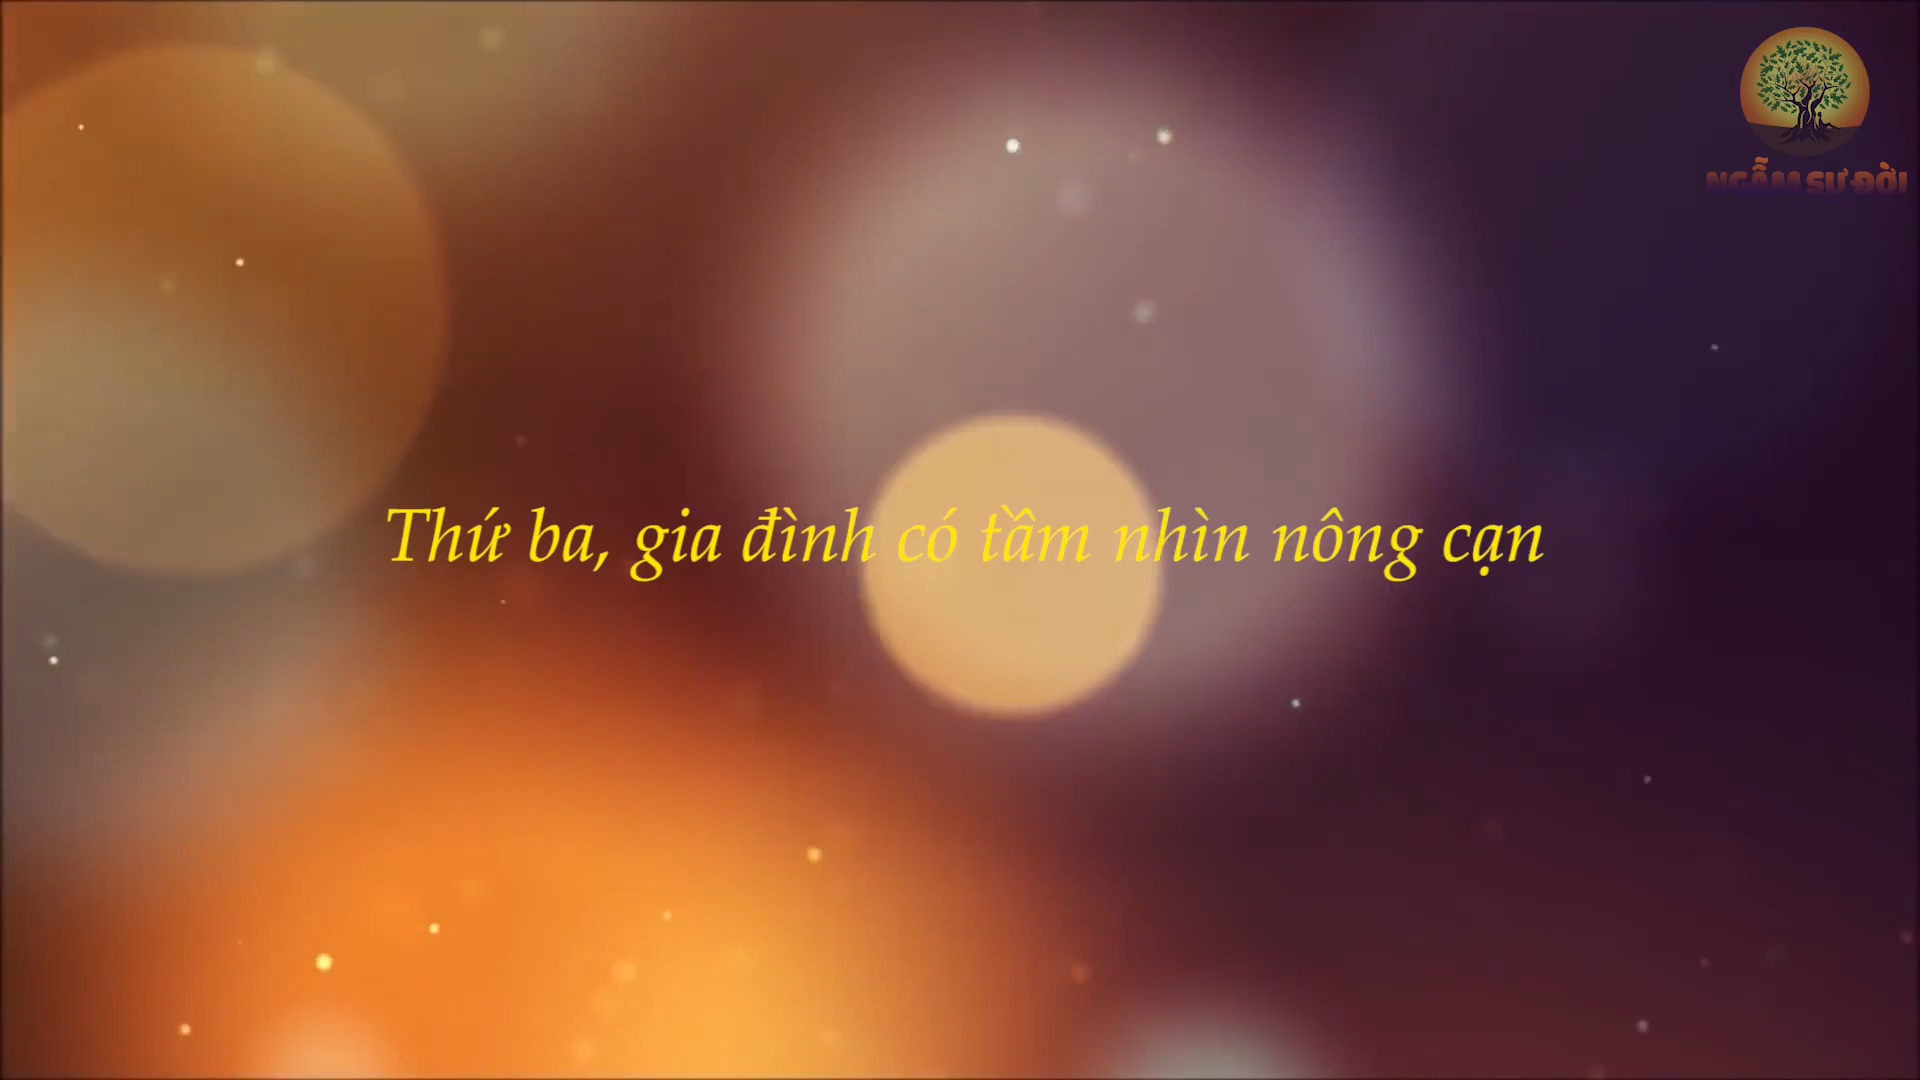 NGẪM SỰ ĐỜI
Thứ ba, gia đình có tầm nhìn nông cạn